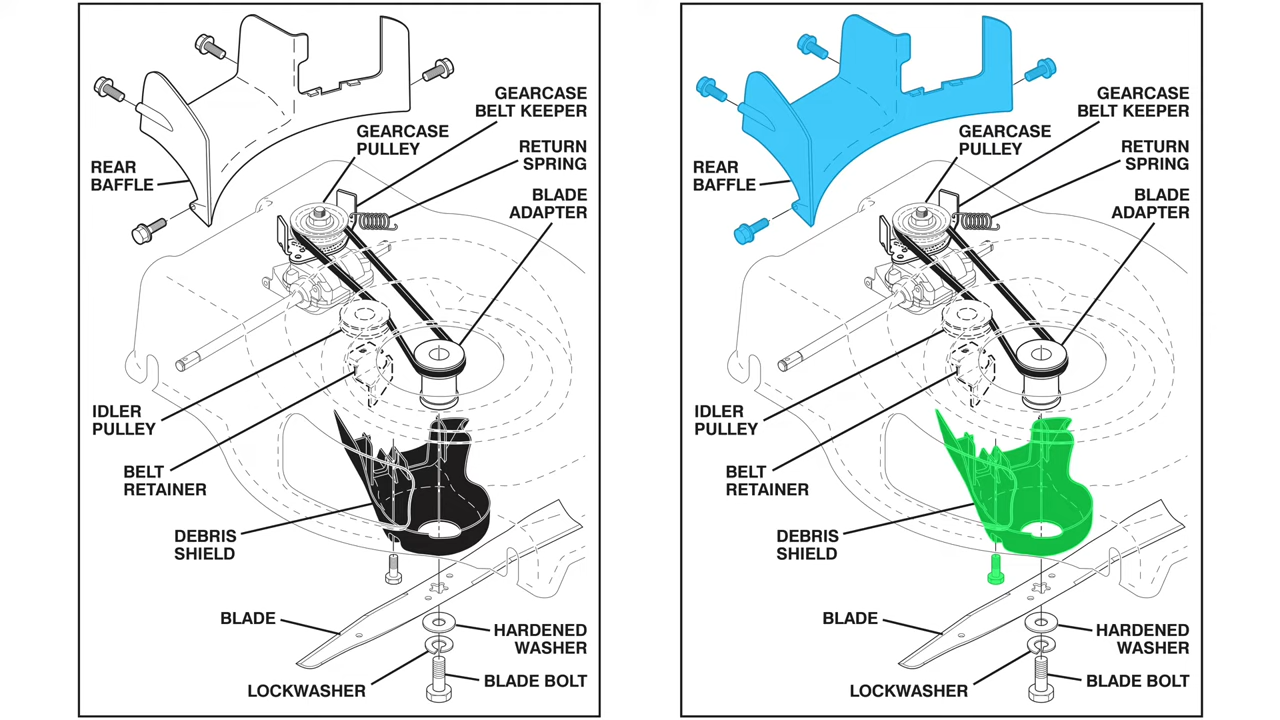 GEARCASE
BELT KEEPER
GEARCASE
PULLEY
RETURN
SPRING
REAR
BAFFLE
BLADE
ADAPTER
IDLER
PULLEY
BELT
RETAINER
DEBRIS
SHIELD
BLADE
HARDENED
WASHER
LOCKWASHER
BLADE BOLT
GEARCASE
BELT KEEPER
GEARCASE
PULLEY
RETURN
SPRING
REAR
BAFFLE
BLADE
ADAPTER
IDLER
PULLEY
BELT
RETAINER
DEBRIS
SHIELD
BLADE
HARDENED
WASHER
LOCKWASHER
BLADE BOLT